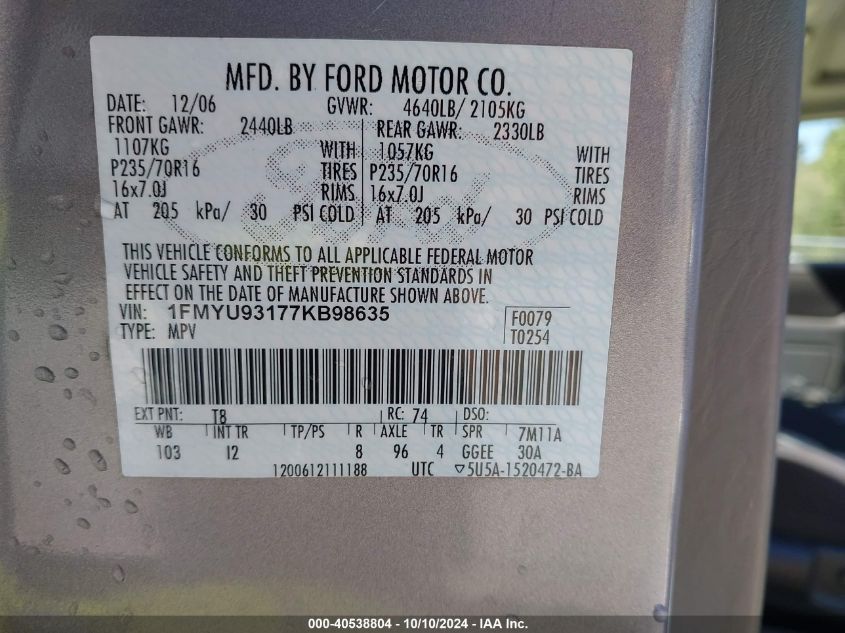 MFD. BY FORD MOTOR CO.
DATE: 12/06 GVWR: 4640LB/ 2105KG
FRONT GAWR: 2440LB REAR GAWR: 2330LB
1107KG WITH 1057KG WITH
P235/70R16 TIRES P235/70R16 TIRES
16x7.0J RIMS 16x7.0J RIMS
AT 205 kPa/ 30 PSI COLD AT 205 kPa/ 30 PSI COLD
THIS VEHICLE CONFORMS TO ALL APPLICABLE FEDERAL MOTOR
VEHICLE SAFETY AND THEFT PREVENTION STANDARDS IN
EFFECT ON THE DATE OF MANUFACTURE SHOWN ABOVE.
VIN: 1FMYU93177KB98635 F0079
TYPE: MPV T0254
EXT PNT: T8 RC: 74 DSO:
WB INT TR TP/PS R AXLE TR SPR 7M11A
103 I2 8 96 4 GGEE 30A
1200612111188 UTC ▽5U5A-1520472-BA
000-40538804 - 10/10/2024 - IAA Inc.